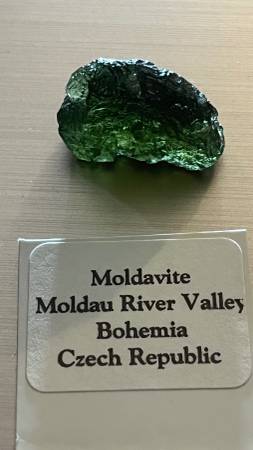 Moldavite
Moldau River Valley
Bohemia
Czech Republic